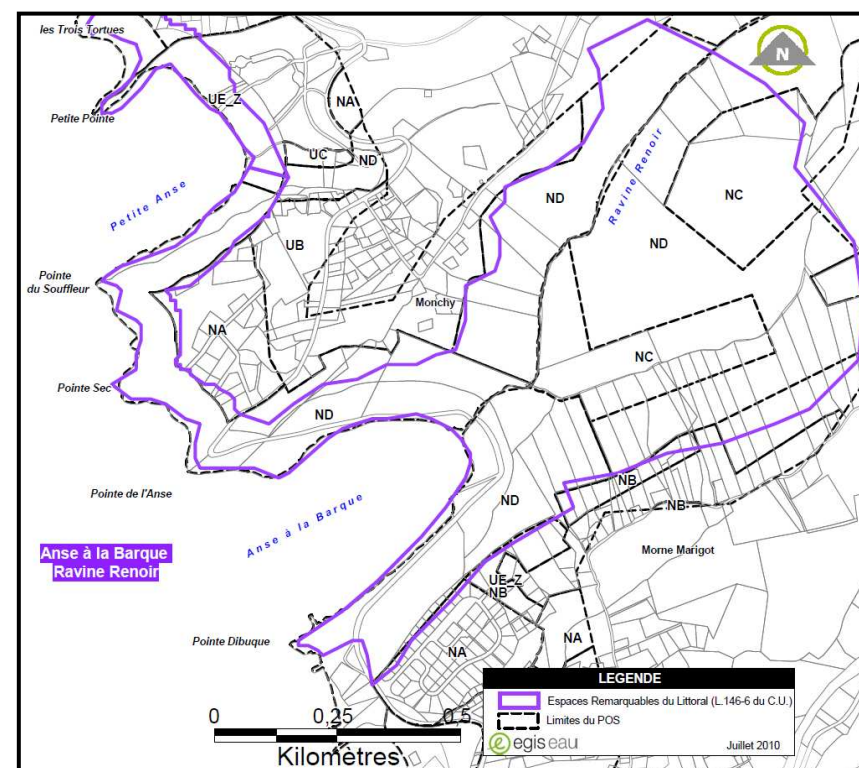 les Trois Tortues
N
UE_Z
NA
Petite Pointe
UC
ND
Ravine Renoir
ND
NC
Petite Anse
UB
ND
Pointe
du Souffleur
Monchy
NA
NC
Pointe Sec
ND
NB
Pointe de l'Anse
ND
NB
Anse à la Barque
Anse à la Barque
Ravine Renoir
Morne Marigot
UE_Z
NB
Pointe Dibuque
NA
NA
LEGENDE
Espaces Remarquables du Littoral (L.146-6 du C.U.)
Limites du POS
0 0,25 0,5
Kilomètres
egis eau
Juillet 2010